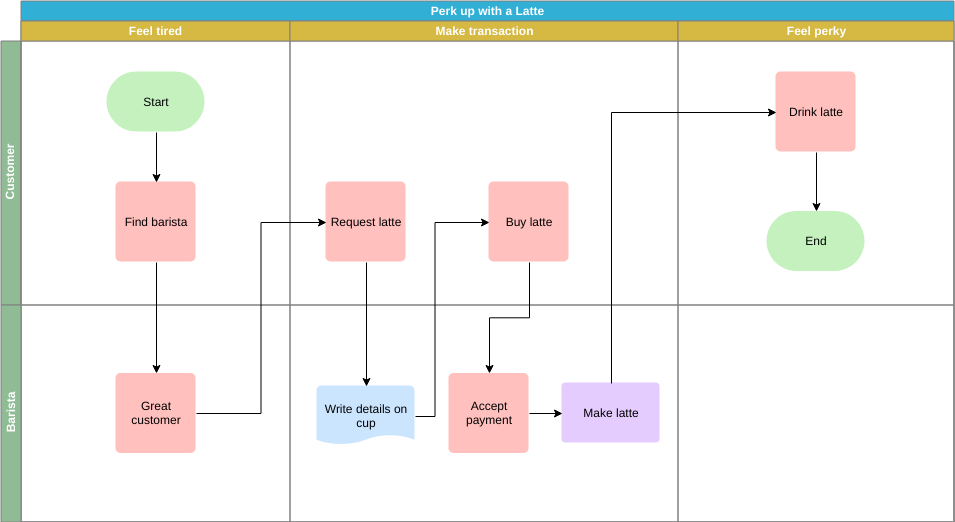 Perk up with a Latte
Feel tired
Make transaction
Feel perky
Customer
Start
Drink latte
Find barista
Request latte
Buy latte
End
Barista
Great
customer
Write details on
cup
Accept
payment
Make latte